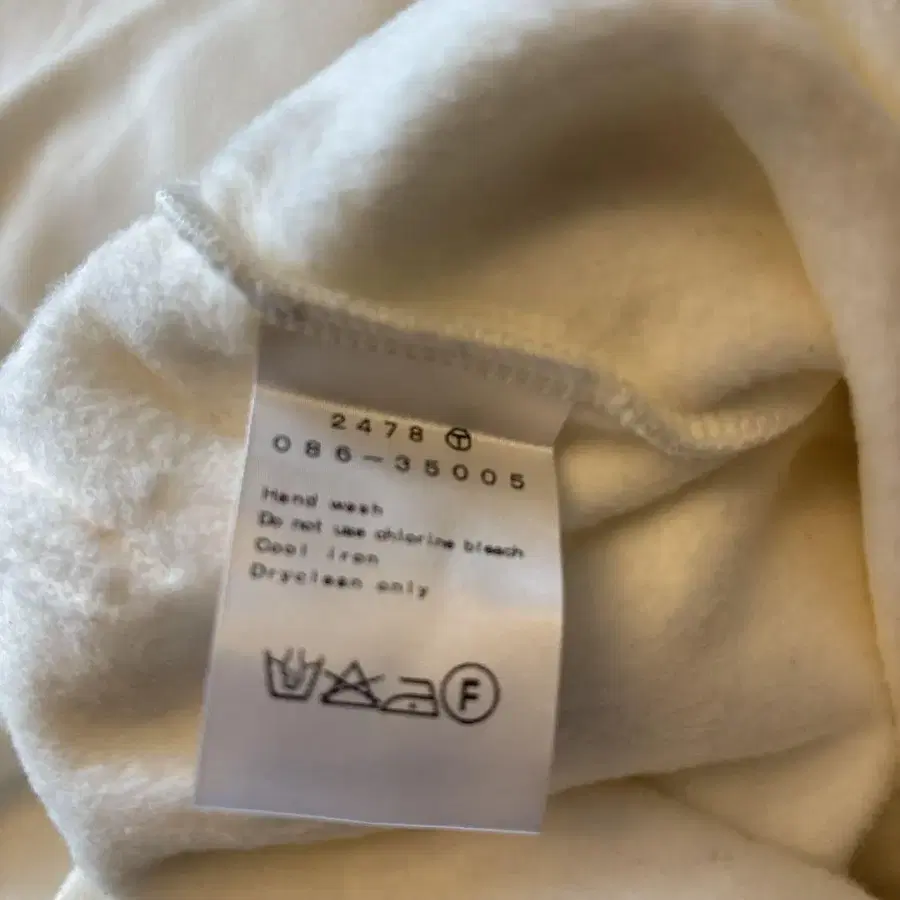 2478 Ⓣ
086-35005
Hand wash
Do not use chlorine bleach
Cool iron
Dryclean only
F